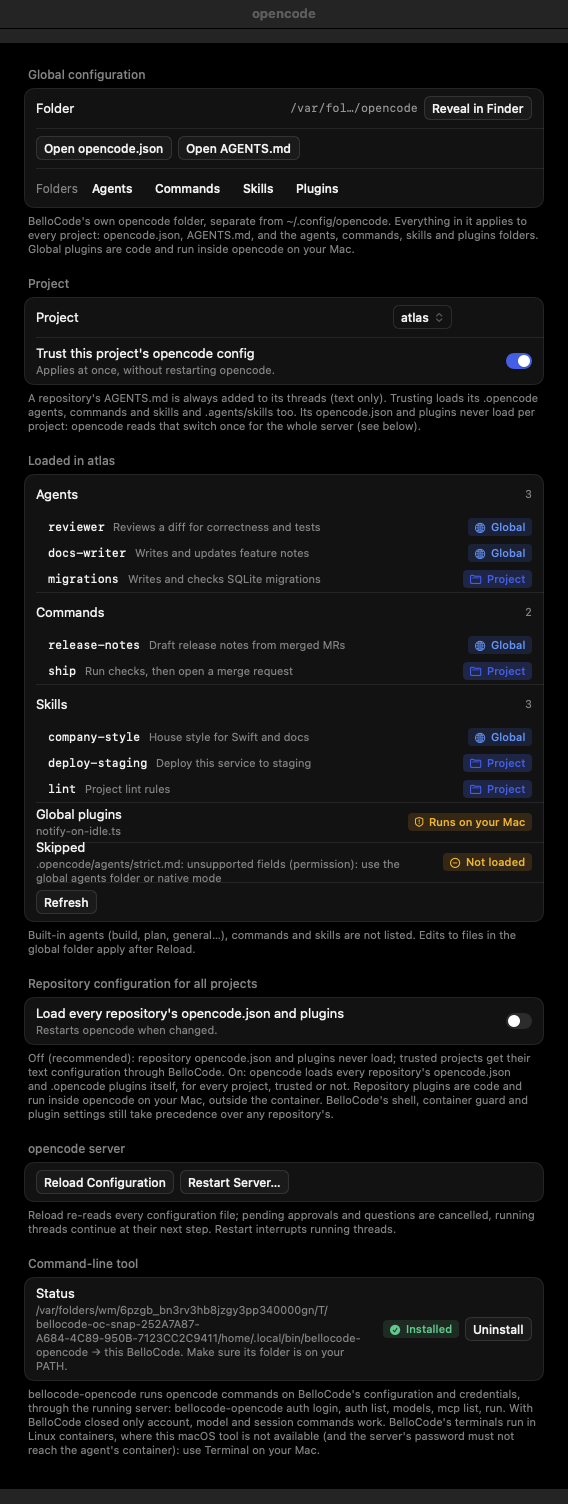 opencode
Global configuration
Folder
/var/fol…/opencode
Reveal in Finder
Open opencode.json
Open AGENTS.md
Folders Agents Commands Skills Plugins
BelloCode's own opencode folder, separate from ~/.config/opencode. Everything in it applies to
every project: opencode.json, AGENTS.md, and the agents, commands, skills and plugins folders.
Global plugins are code and run inside opencode on your Mac.
Project
Project
atlas
Trust this project's opencode config
Applies at once, without restarting opencode.
A repository's AGENTS.md is always added to its threads (text only). Trusting loads its .opencode
agents, commands and skills and .agents/skills too. Its opencode.json and plugins never load per
project: opencode reads that switch once for the whole server (see below).
Loaded in atlas
Agents 3
reviewer Reviews a diff for correctness and tests Global
docs-writer Writes and updates feature notes Global
migrations Writes and checks SQLite migrations Project
Commands 2
release-notes Draft release notes from merged MRs Global
ship Run checks, then open a merge request Project
Skills 3
company-style House style for Swift and docs Global
deploy-staging Deploy this service to staging Project
lint Project lint rules Project
Global plugins
notify-on-idle.ts
Runs on your Mac
Skipped
.opencode/agents/strict.md: unsupported fields (permission): use the
global agents folder or native mode
Not loaded
Refresh
Built-in agents (build, plan, general…), commands and skills are not listed. Edits to files in the
global folder apply after Reload.
Repository configuration for all projects
Load every repository's opencode.json and plugins
Restarts opencode when changed.
Off (recommended): repository opencode.json and plugins never load; trusted projects get their
text configuration through BelloCode. On: opencode loads every repository's opencode.json
and .opencode plugins itself, for every project, trusted or not. Repository plugins are code and
run inside opencode on your Mac, outside the container. BelloCode's shell, container guard and
plugin settings still take precedence over any repository's.
opencode server
Reload Configuration
Restart Server…
Reload re-reads every configuration file; pending approvals and questions are cancelled, running
threads continue at their next step. Restart interrupts running threads.
Command-line tool
Status
/var/folders/wm/6pzgb_bn3rv3hb8jzgy3pp340000gn/T/
bellocode-oc-snap-252A7A87-
A684-4C89-950B-7123CC2C9411/home/.local/bin/bellocode-
opencode → this BelloCode. Make sure its folder is on your
PATH.
Installed
Uninstall
bellocode-opencode runs opencode commands on BelloCode's configuration and credentials,
through the running server: bellocode-opencode auth login, auth list, models, mcp list, run. With
BelloCode closed only account, model and session commands work. BelloCode's terminals run in
Linux containers, where this macOS tool is not available (and the server's password must not
reach the agent's container): use Terminal on your Mac.